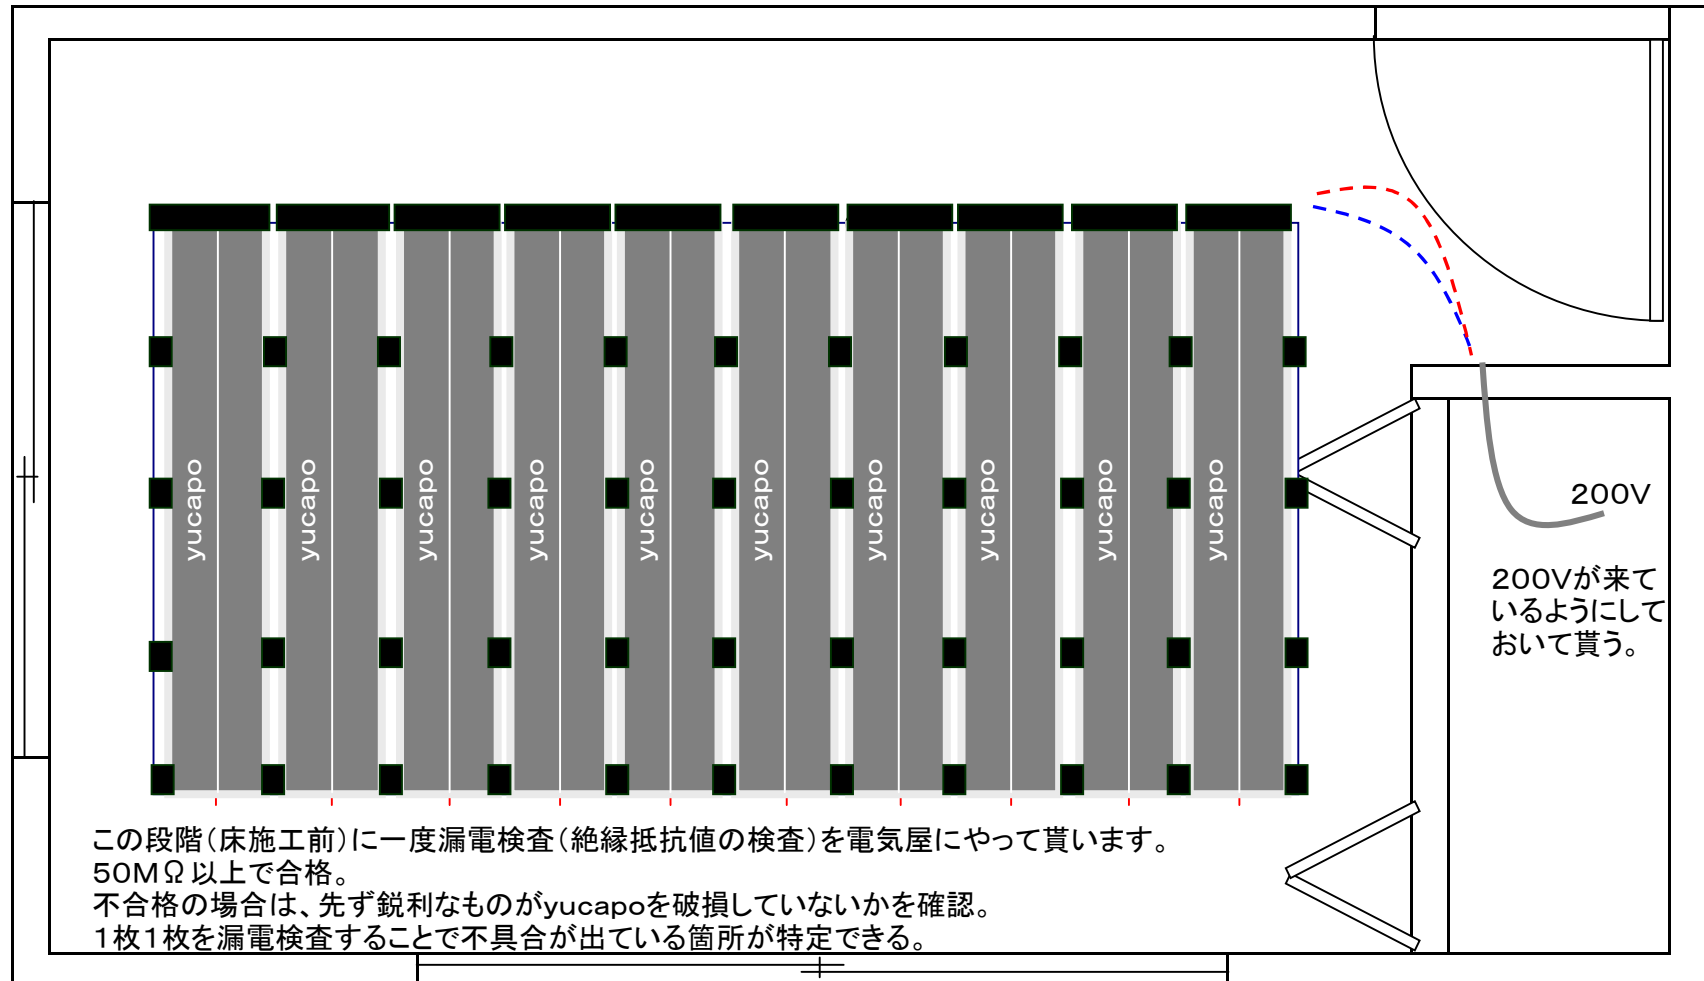 yucapo
yucapo
yucapo
yucapo
yucapo
yucapo
yucapo
yucapo
yucapo
yucapo
200V
200Vが来て
いるようにして
おいて貰う。
この段階(床施工前)に一度漏電検査(絶縁抵抗値の検査)を電気屋にやって貰います。
50MΩ以上で合格。
不合格の場合は、先ず鋭利なものがyucapoを破損していないかを確認。
1枚1枚を漏電検査することで不具合が出ている箇所が特定できる。